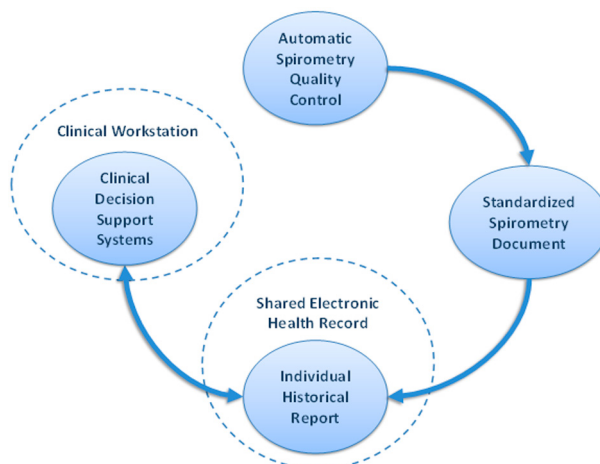 Automatic
Spirometry
Quality
Control
Clinical Workstation
Clinical
Decision
Support
Systems
Standardized
Spirometry
Document
Shared Electronic
Health Record
Individual
Historical
Report